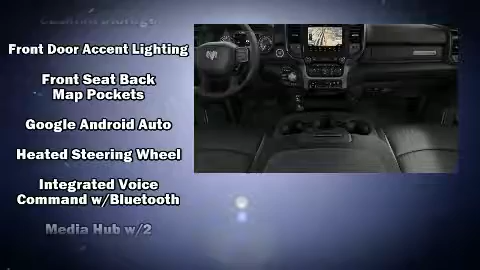 Storage
Front Door Accent Lighting
Front Seat Back
Map Pockets
Google Android Auto
Heated Steering Wheel
Integrated Voice
Command w/Bluetooth
Media Hub w/2